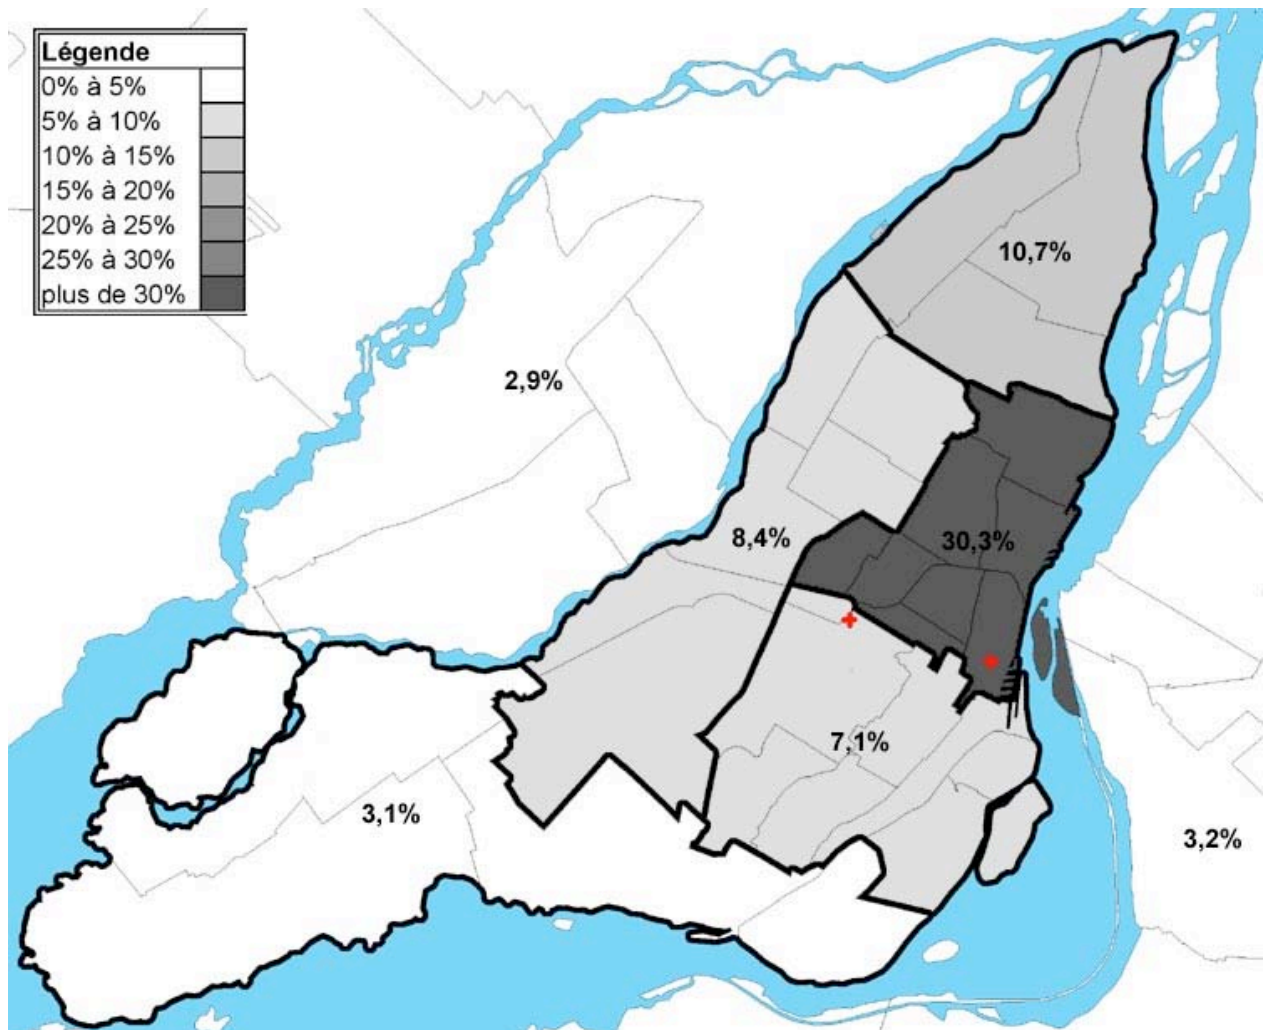 Légende
0% à 5%
5% à 10%
10% à 15%
15% à 20%
20% à 25%
25% à 30%
plus de 30%
10,7%
2,9%
8,4%
30,3%
7,1%
3,1%
3,2%